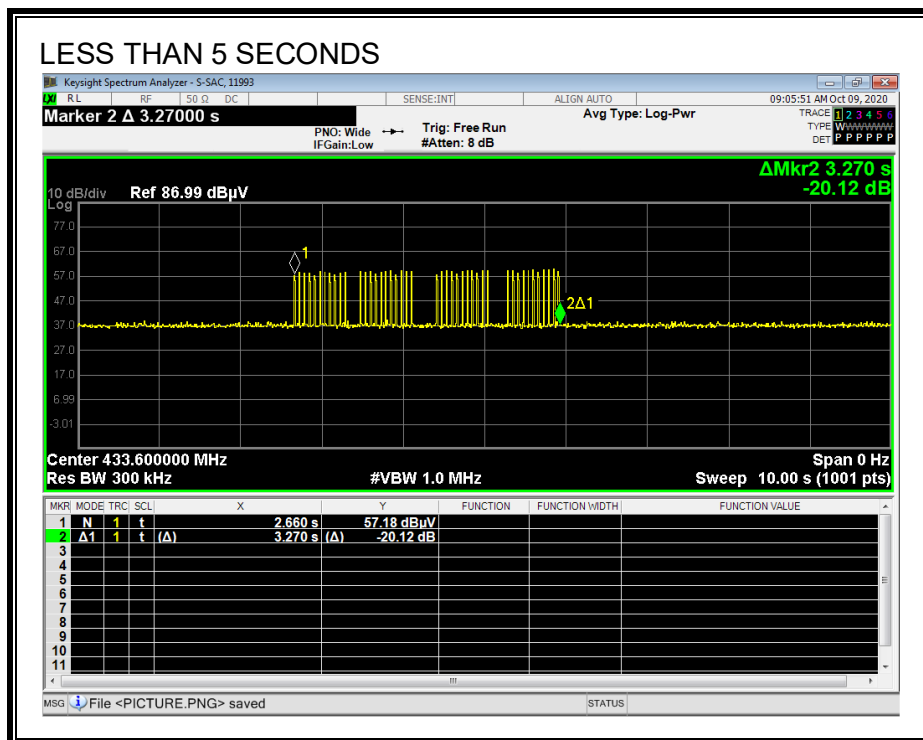 LESS THAN 5 SECONDS
Keysight Spectrum Analyzer - S-SAC, 11993
LXI RL RF 50 Ω DC SENSE:INT ALIGN AUTO 09:05:51 AM Oct 09, 2020
Marker 2 Δ 3.27000 s
PNO: Wide
IFGain:Low
Trig: Free Run
#Atten: 8 dB
Avg Type: Log-Pwr
TRACE 1 2 3 4 5 6
TYPE WWWWWW
DET P P P P P P
ΔMkr2 3.270 s
-20.12 dB
10 dB/div Ref 86.99 dBµV
Log
77.0
67.0
57.0
47.0
37.0
27.0
17.0
6.99
-3.01
1
2Δ1
Center 433.600000 MHz Span 0 Hz
Res BW 300 kHz #VBW 1.0 MHz Sweep 10.00 s (1001 pts)
MKR MODE TRC SCL X Y FUNCTION FUNCTION WIDTH FUNCTION VALUE
1 N 1 t 2.660 s 57.18 dBµV
2 Δ1 1 t (Δ) 3.270 s (Δ) -20.12 dB
3
4
5
6
7
8
9
10
11
MSG File <PICTURE.PNG> saved STATUS